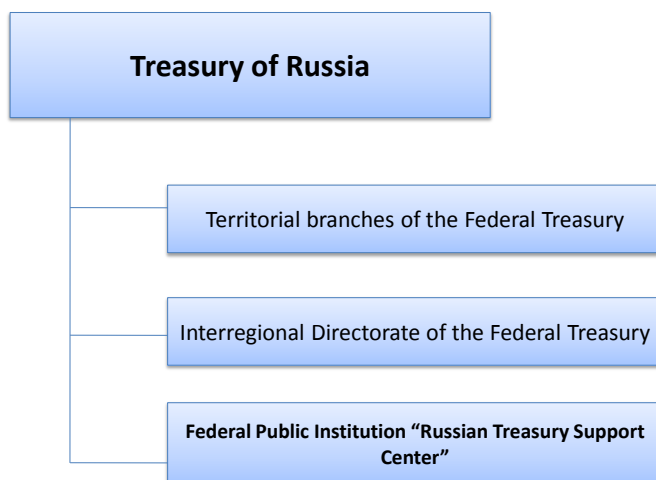 Treasury of Russia
Territorial branches of the Federal Treasury
Interregional Directorate of the Federal Treasury
Federal Public Institution “Russian Treasury Support
Center”